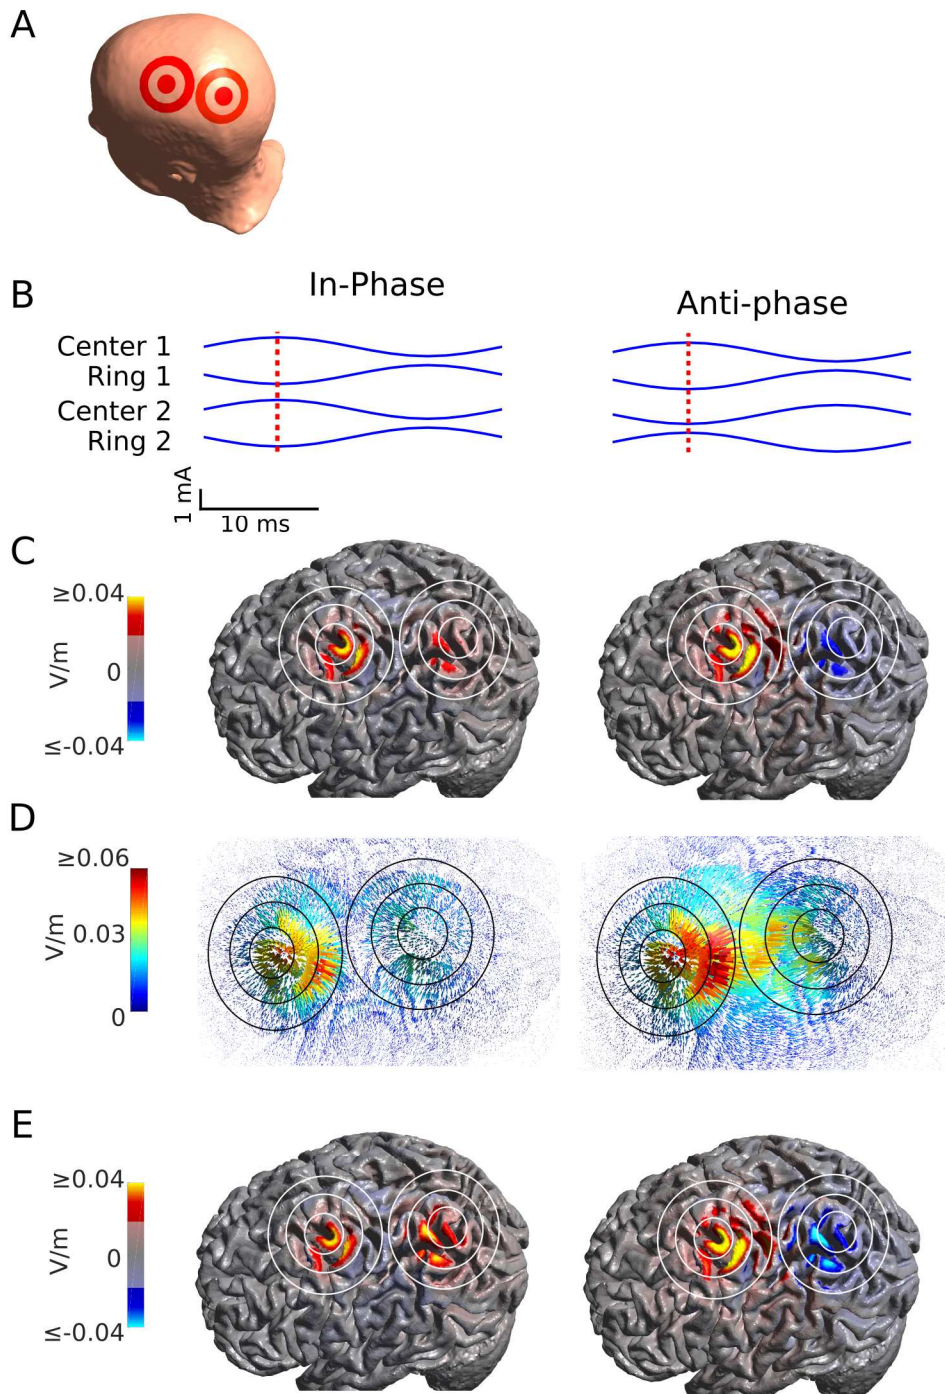 A
B
In-Phase
Anti-phase
Center 1
Ring 1
Center 2
Ring 2
1 mA
10 ms
C
≥0.04
V/m
0
≤-0.04
D
≥0.06
V/m
0.03
0
E
≥0.04
V/m
0
≤-0.04